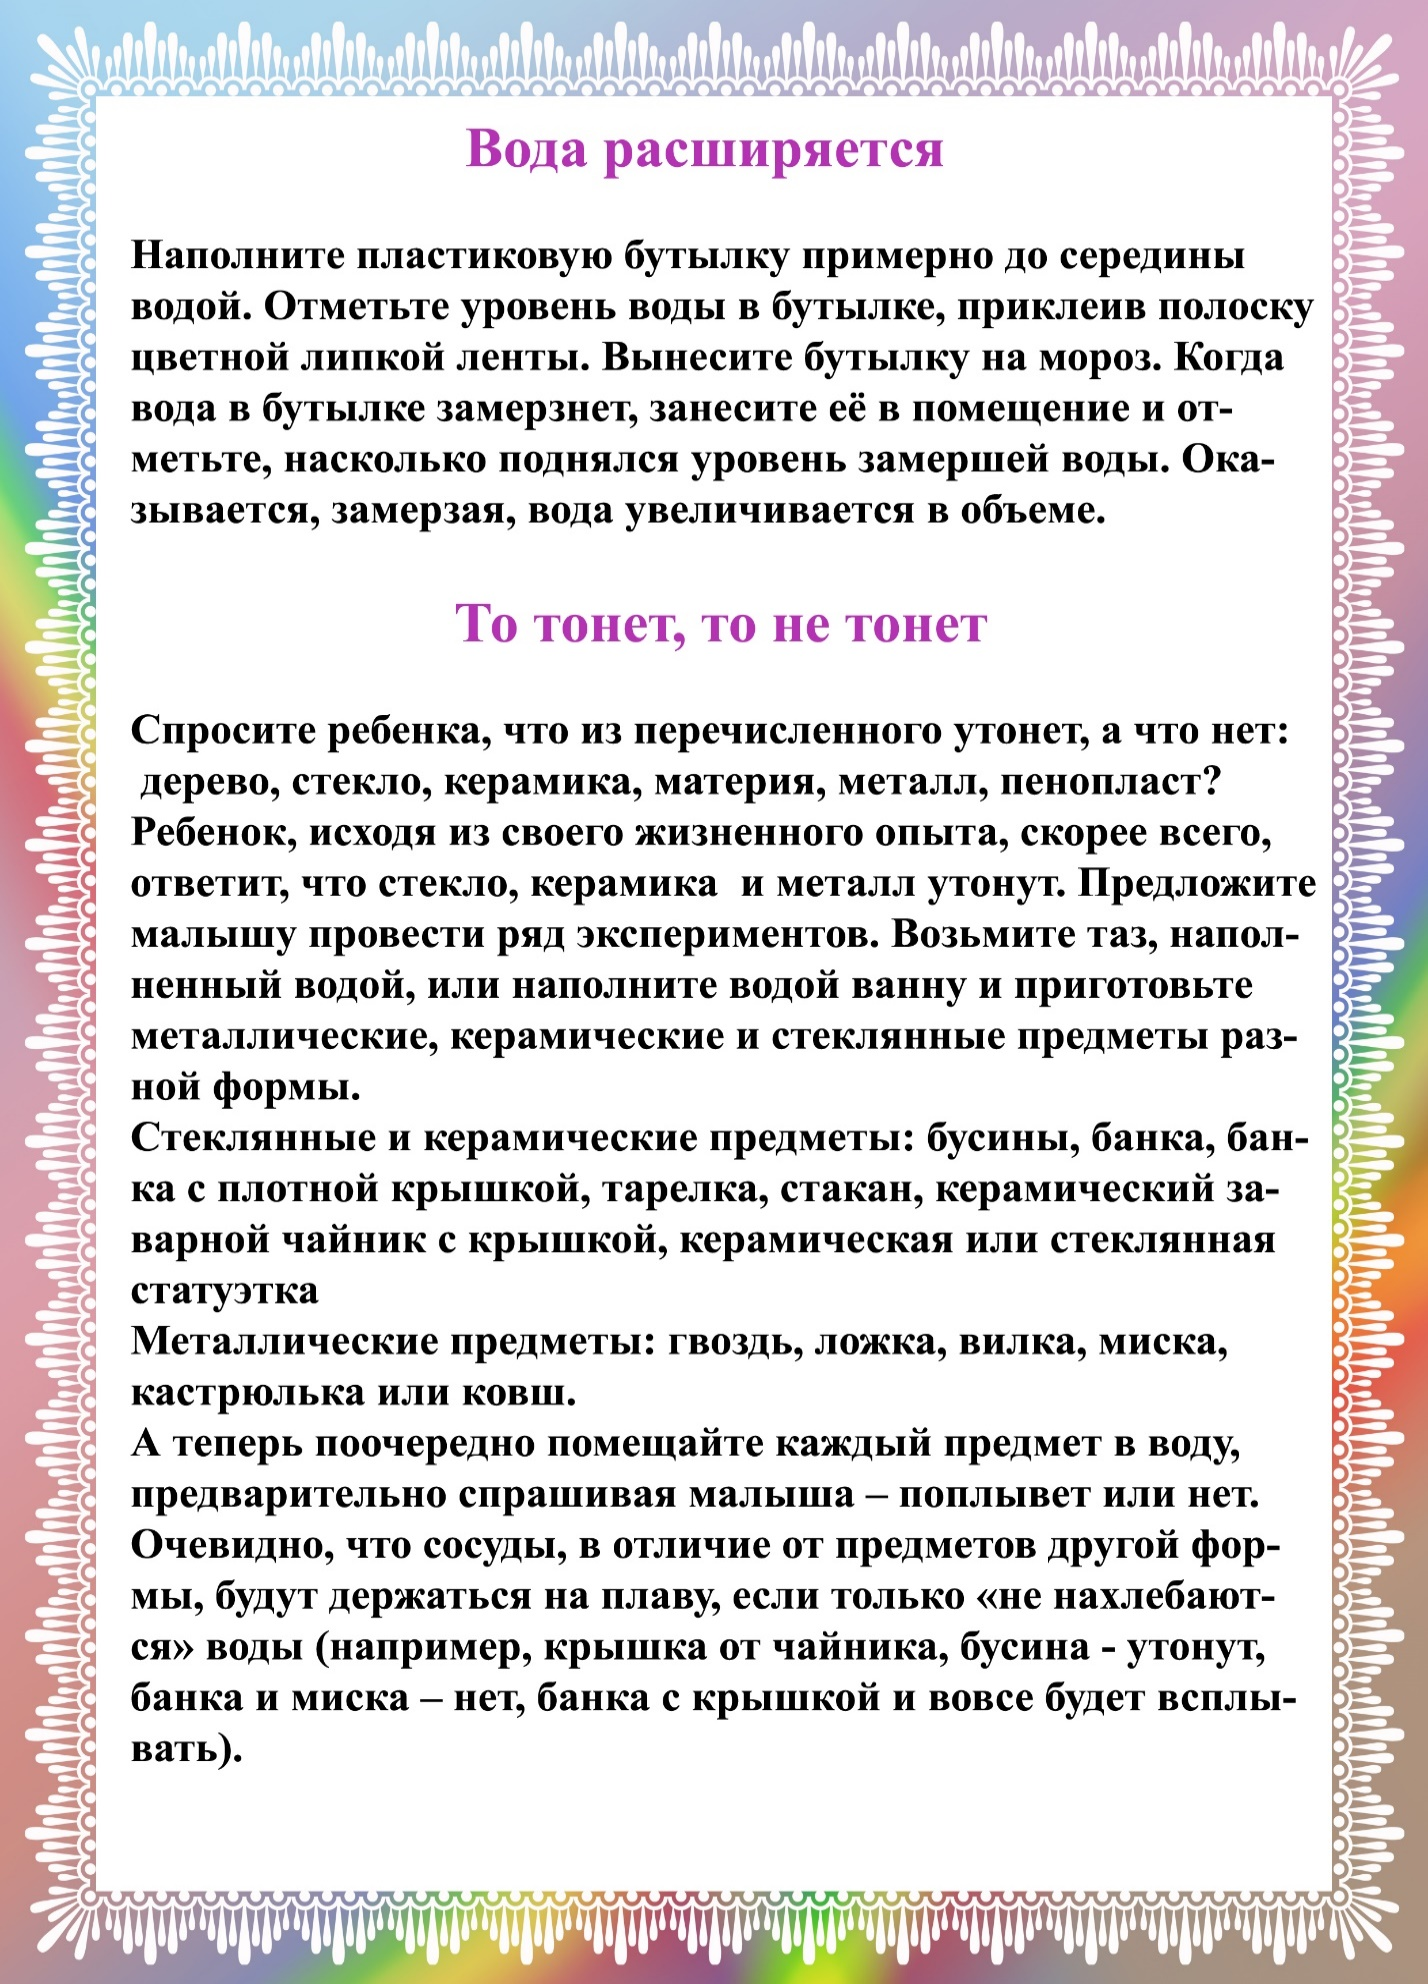 Вода расширяется
Наполните пластиковую бутылку примерно до середины
водой. Отметьте уровень воды в бутылке, приклеив полоску
цветной липкой ленты. Вынесите бутылку на мороз. Когда
вода в бутылке замерзнет, занесите её в помещение и от-
метьте, насколько поднялся уровень замершей воды. Ока-
зывается, замерзая, вода увеличивается в объеме.
То тонет, то не тонет
Спросите ребенка, что из перечисленного утонет, а что нет:
дерево, стекло, керамика, материя, металл, пенопласт?
Ребенок, исходя из своего жизненного опыта, скорее всего,
ответит, что стекло, керамика  и металл утонут. Предложите
малышу провести ряд экспериментов. Возьмите таз, напол-
ненный водой, или наполните водой ванну и приготовьте
металлические, керамические и стеклянные предметы раз-
ной формы.
Стеклянные и керамические предметы: бусины, банка, бан-
ка с плотной крышкой, тарелка, стакан, керамический за-
варной чайник с крышкой, керамическая или стеклянная
статуэтка
Металлические предметы: гвоздь, ложка, вилка, миска,
кастрюлька или ковш.
А теперь поочередно помещайте каждый предмет в воду,
предварительно спрашивая малыша – поплывет или нет.
Очевидно, что сосуды, в отличие от предметов другой фор-
мы, будут держаться на плаву, если только «не нахлебают-
ся» воды (например, крышка от чайника, бусина - утонут,
банка и миска – нет, банка с крышкой и вовсе будет всплы-
вать).